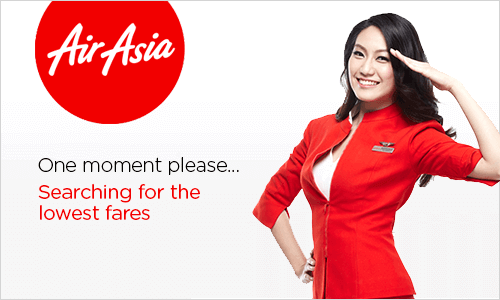 AirAsia
One moment please...
Searching for the
lowest fares